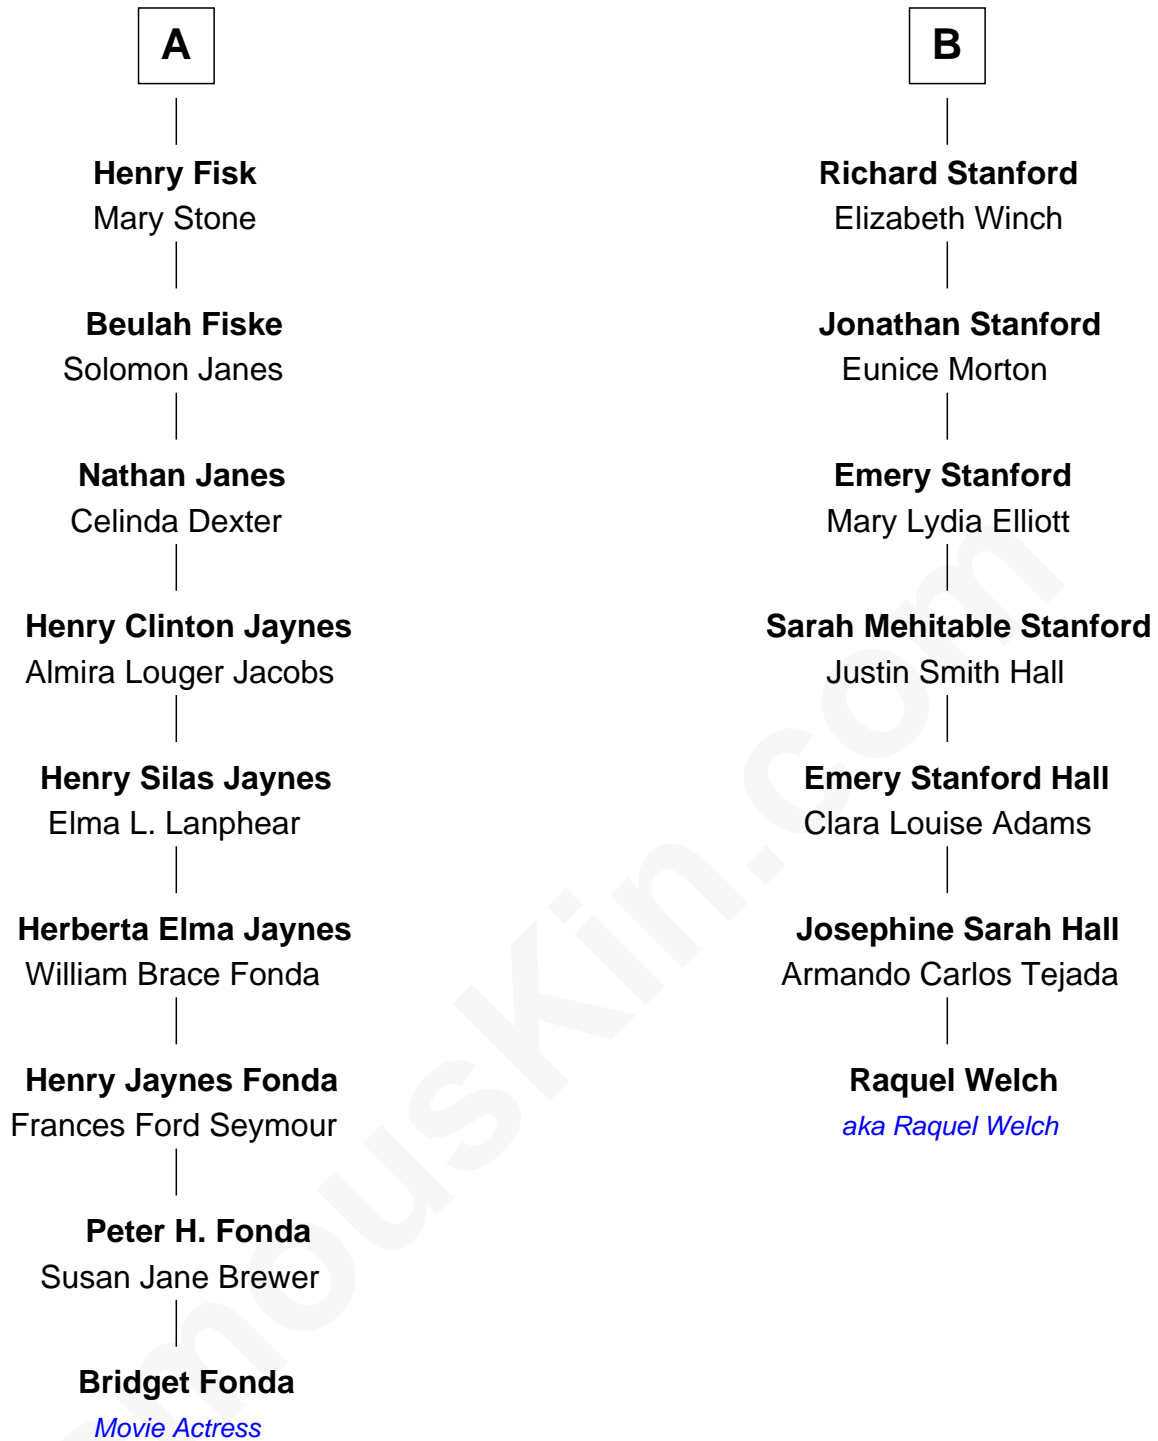 A
Henry Fisk
Mary Stone
Beulah Fiske
Solomon Janes
Nathan Janes
Celinda Dexter
Henry Clinton Jaynes
Almira Louger Jacobs
Henry Silas Jaynes
Elma L. Lanphear
Herberta Elma Jaynes
William Brace Fonda
Henry Jaynes Fonda
Frances Ford Seymour
Peter H. Fonda
Susan Jane Brewer
Bridget Fonda
Movie Actress
B
Richard Stanford
Elizabeth Winch
Jonathan Stanford
Eunice Morton
Emery Stanford
Mary Lydia Elliott
Sarah Mehitable Stanford
Justin Smith Hall
Emery Stanford Hall
Clara Louise Adams
Josephine Sarah Hall
Armando Carlos Tejada
Raquel Welch
aka Raquel Welch
mouskin.com